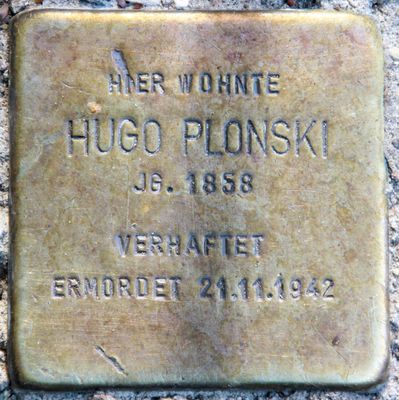 HIER WOHNTE
HUGO PLONSKI
JG. 1858
VERHAFTET
ERMORDET 21.11.1942